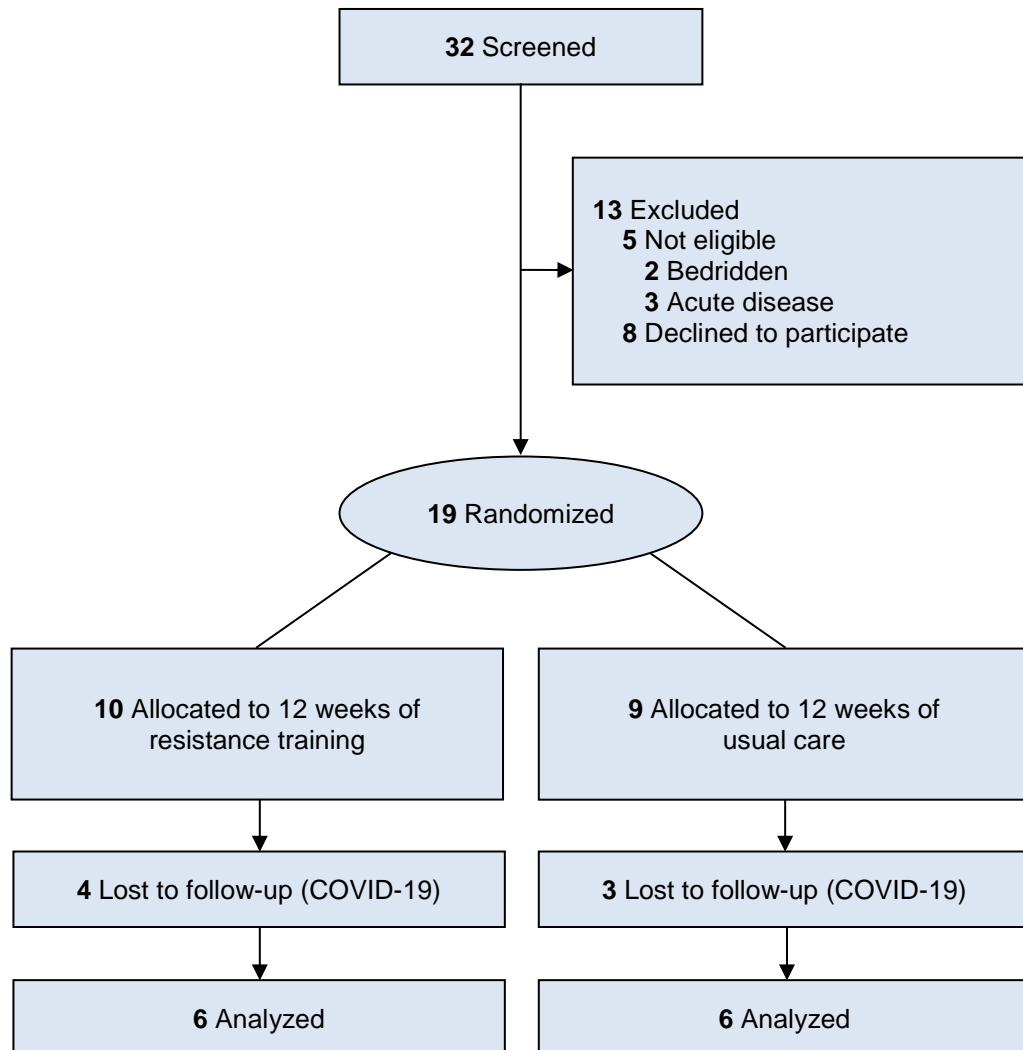 32 Screened
13 Excluded
5 Not eligible
2 Bedridden
3 Acute disease
8 Declined to participate
19 Randomized
10 Allocated to 12 weeks of
resistance training
9 Allocated to 12 weeks of
usual care
4 Lost to follow-up (COVID-19)
3 Lost to follow-up (COVID-19)
6 Analyzed
6 Analyzed